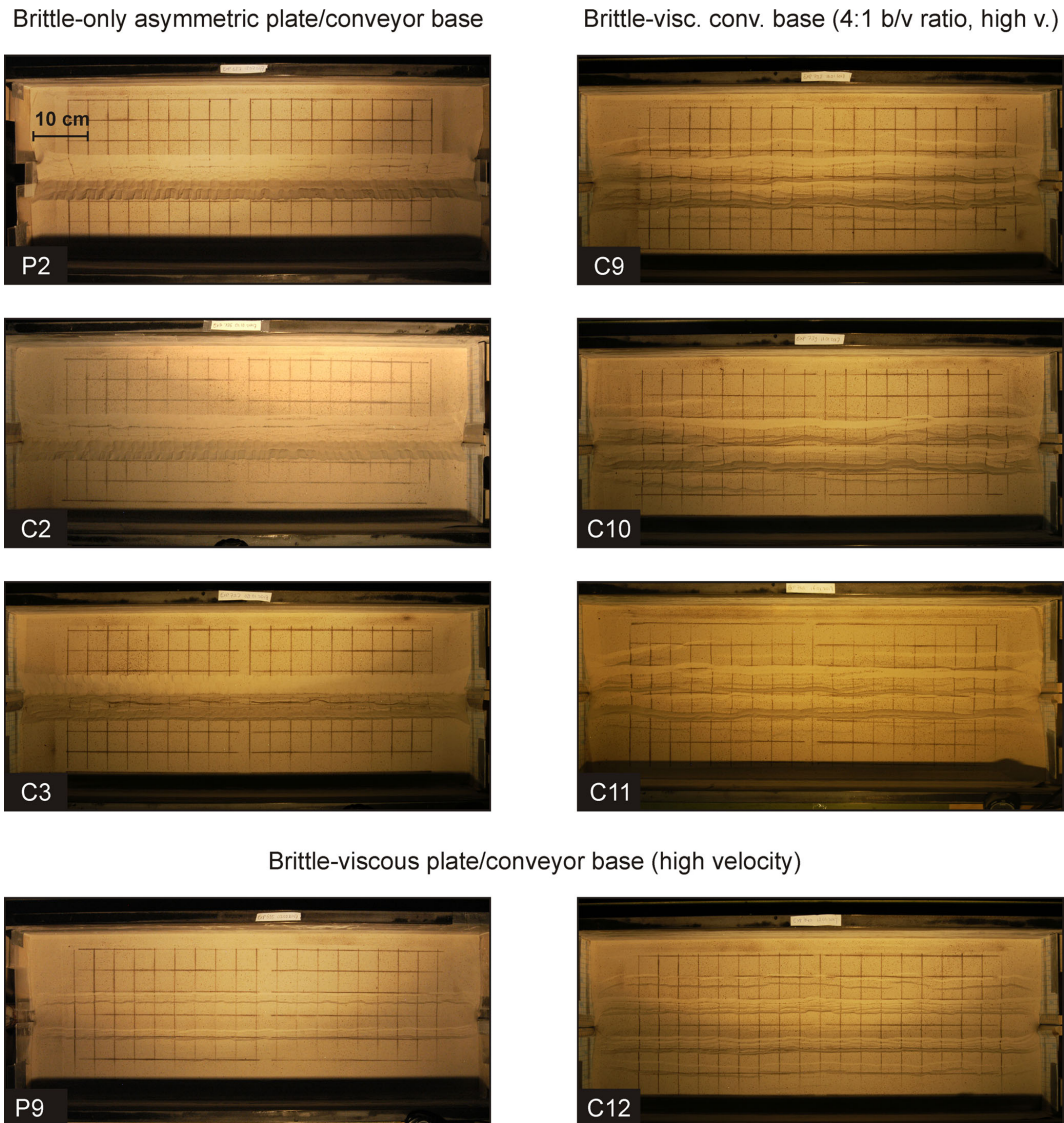 Brittle-only asymmetric plate/conveyor base
Brittle-visc. conv. base (4:1 b/v ratio, high v.)
10 cm
P2
C9
C2
C10
C3
C11
Brittle-viscous plate/conveyor base (high velocity)
P9
C12